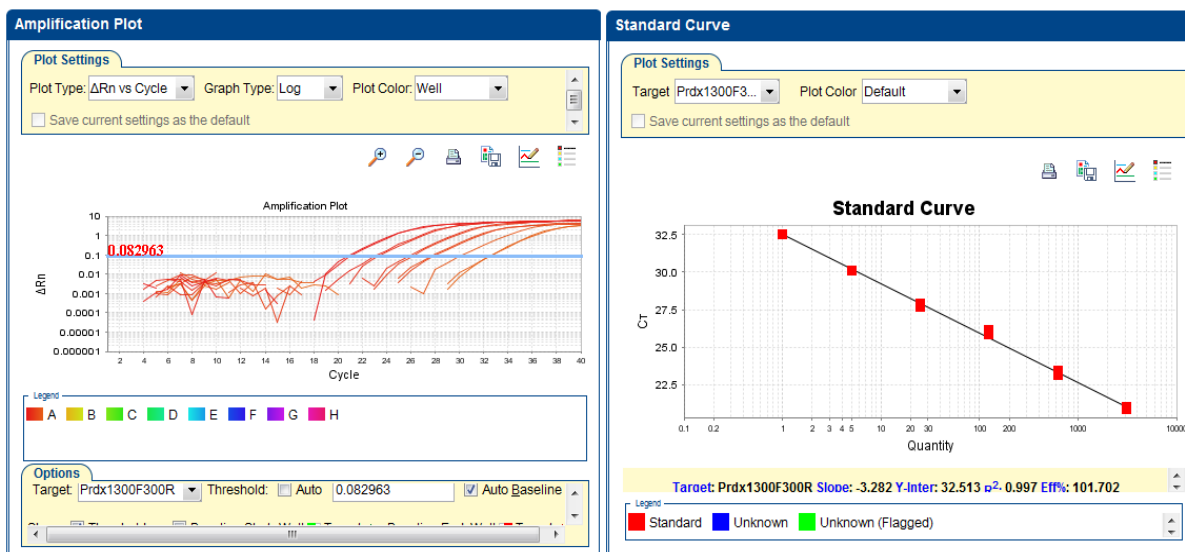 Amplification Plot
Plot Settings
Plot Type: ΔRn vs Cycle Graph Type: Log Plot Color: Well
Save current settings as the default
Amplification Plot
10
1
0.1
0.01
0.001
0.0001
0.00001
0.000001
0.082963
ΔRn
2 4 6 8 10 12 14 16 18 20 22 24 26 28 30 32 34 36 38 40
Cycle
Legend
A B C D E F G H
Options
Target: Prdx1300F300R Threshold: Auto 0.082963 Auto Baseline
Standard Curve
Plot Settings
Target Prdx1300F3... Plot Color Default
Save current settings as the default
Standard Curve
32.5
30.0
27.5
25.0
22.5
CT
0.1 0.2 1 2 3 4 5 10 20 30 100 200 1000 10000
Quantity
Target: Prdx1300F300R Slope: -3.282 Y-Inter: 32.513 R2: 0.997 Eff%: 101.702
Legend
Standard Unknown Unknown (Flagged)